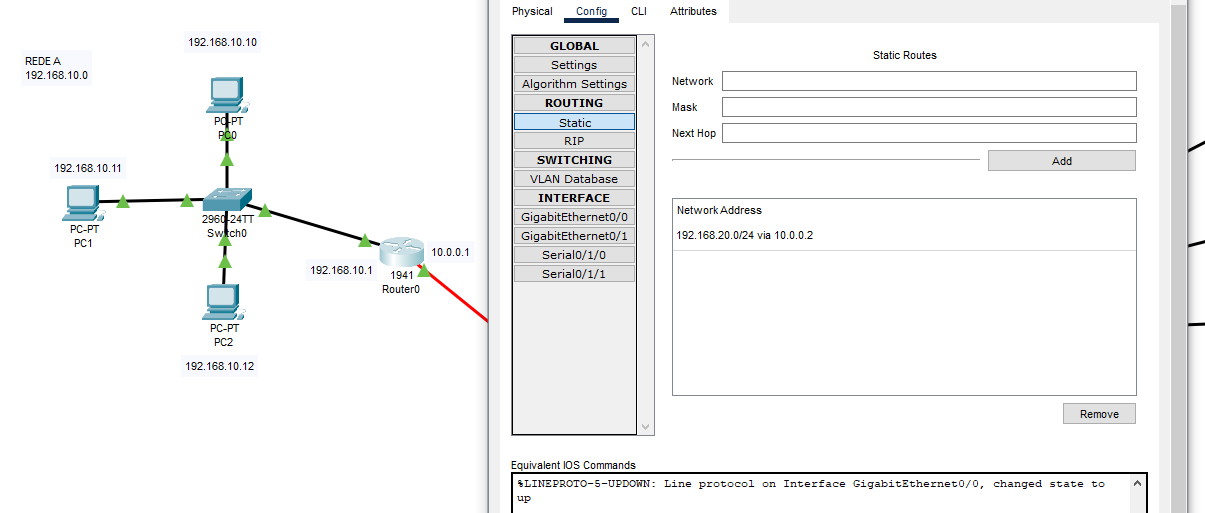 Physical
Config
CLI
Attributes
192.168.10.10
REDE A
192.168.10.0
PC-PT
PC0
192.168.10.11
PC-PT
PC1
2960-24TT
Switch0
10.0.0.1
192.168.10.1
1941
Router0
PC-PT
PC2
192.168.10.12
GLOBAL
Settings
Algorithm Settings
ROUTING
Static
RIP
SWITCHING
VLAN Database
INTERFACE
GigabitEthernet0/0
GigabitEthernet0/1
Serial0/1/0
Serial0/1/1
Static Routes
Network
Mask
Next Hop
Add
Network Address
192.168.20.0/24 via 10.0.0.2
Remove
Equivalent IOS Commands
%LINEPROTO-5-UPDOWN: Line protocol on Interface GigabitEthernet0/0, changed state to
up